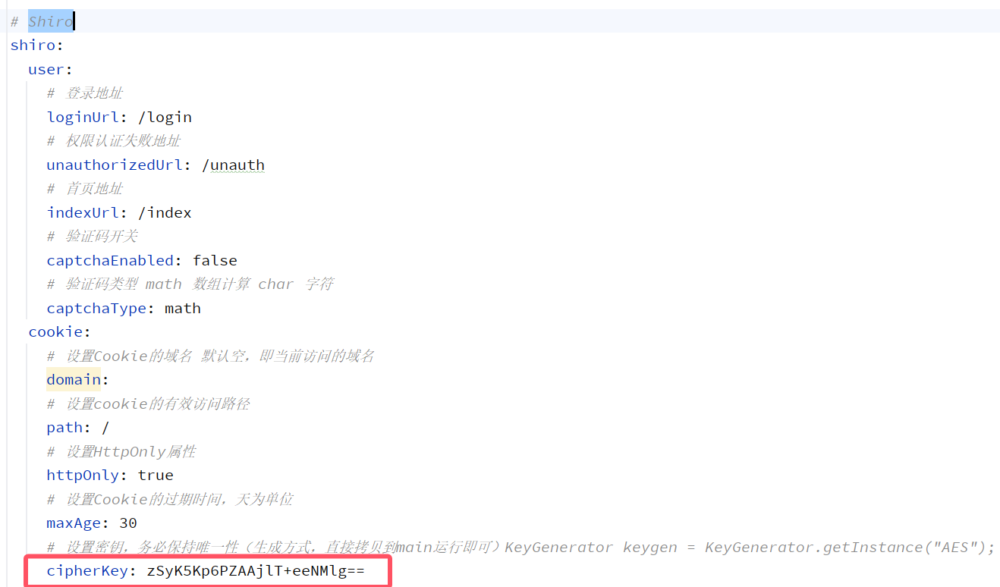 # Shiro
shiro:
user:
# 登录地址
loginUrl: /login
# 权限认证失败地址
unauthorizedUrl: /unauth
# 首页地址
indexUrl: /index
# 验证码开关
captchaEnabled: false
# 验证码类型 math 数组计算 char 字符
captchaType: math
cookie:
# 设置Cookie的域名 默认空，即当前访问的域名
domain:
# 设置cookie的有效访问路径
path: /
# 设置HttpOnly属性
httpOnly: true
# 设置Cookie的过期时间，天为单位
maxAge: 30
# 设置密钥，务必保持唯一性（生成方式，直接拷贝到main运行即可）KeyGenerator keygen = KeyGenerator.getInstance("AES");
cipherKey: zSyK5Kp6PZAAjlT+eeNMlg==